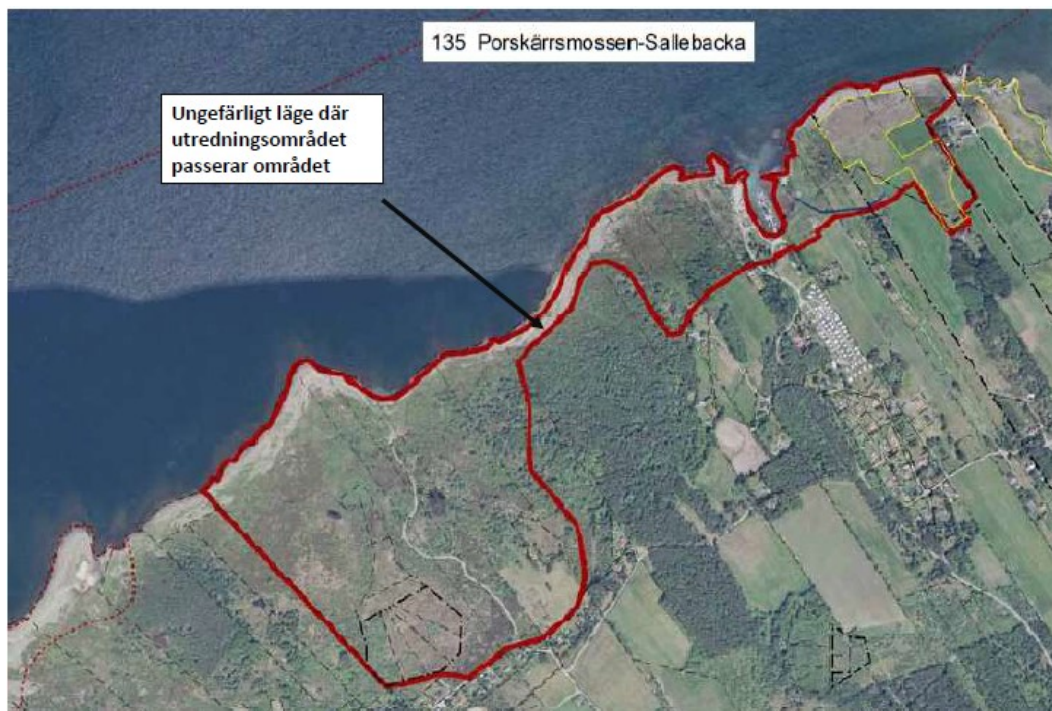 135 Porskärrsmossen-Sallebacka
Ungefärligt läge där
utredningsområdet
passerar området